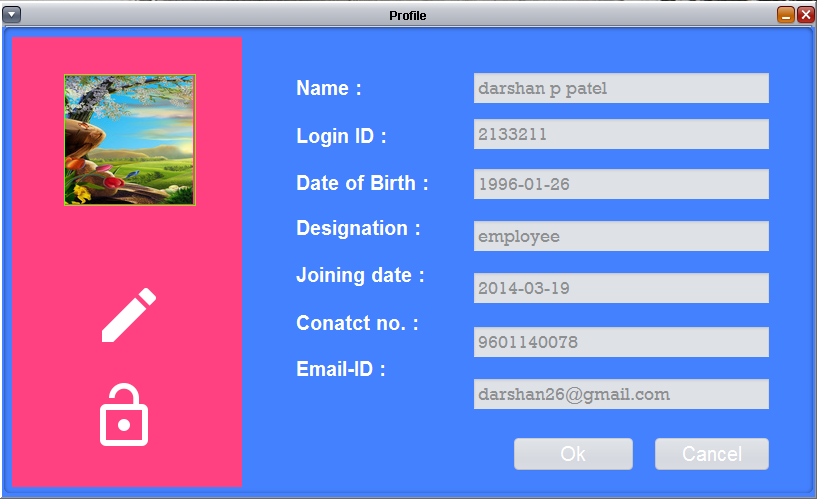 Profile
Name : darshan p patel
Login ID : 2133211
Date of Birth : 1996-01-26
Designation : employee
Joining date : 2014-03-19
Conatct no. : 9601140078
Email-ID : darshan26@gmail.com
Ok Cancel